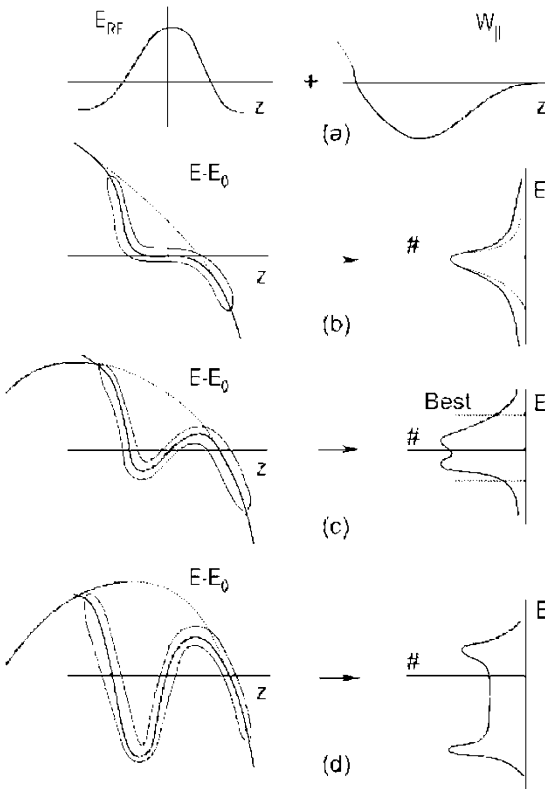 E_RF W_||
z + z
(a)
E-E_0 E
z #
(b)
E-E_0 Best E
z #
(c)
E-E_0 E
z #
(d)